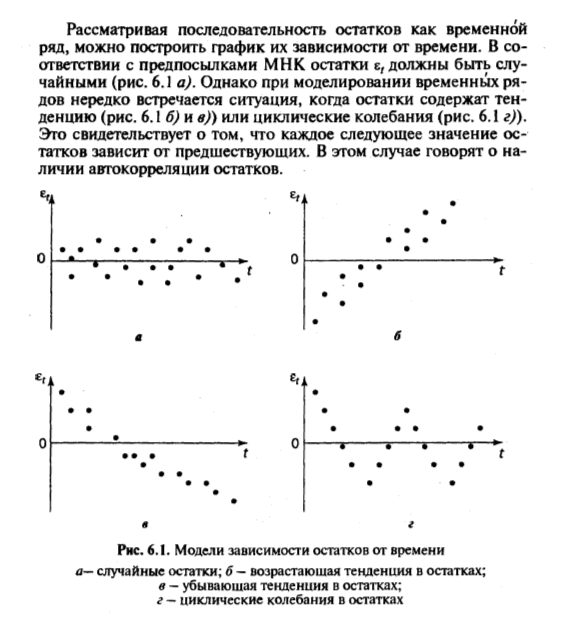 Рассматривая последовательность остатков как временной
ряд, можно построить график их зависимости от времени. В со-
ответствии с предпосылками МНК остатки εt должны быть слу-
чайными (рис. 6.1 а). Однако при моделировании временных ря-
дов нередко встречается ситуация, когда остатки содержат тен-
денцию (рис. 6.1 б) и в)) или циклические колебания (рис. 6.1 г)).
Это свидетельствует о том, что каждое следующее значение ос-
татков зависит от предшествующих. В этом случае говорят о на-
личии автокорреляции остатков.
εt
0
t
а
εt
0
t
б
εt
0
t
в
εt
0
t
г
Рис. 6.1. Модели зависимости остатков от времени
а— случайные остатки; б – возрастающая тенденция в остатках;
в – убывающая тенденция в остатках;
г – циклические колебания в остатках